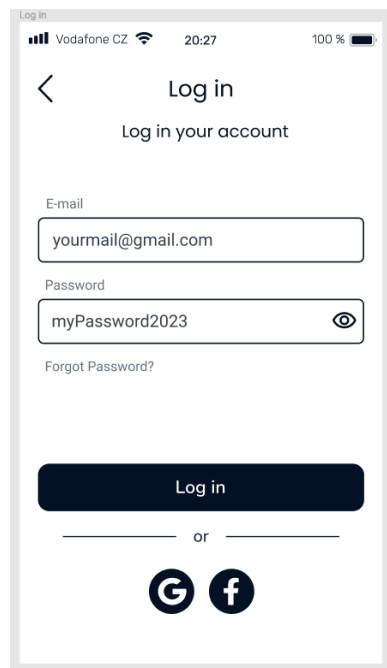 Log in
Vodafone CZ 20:27 100 %
Log in
Log in your account
E-mail
yourmail@gmail.com
Password
myPassword2023
Forgot Password?
Log in
or
G f